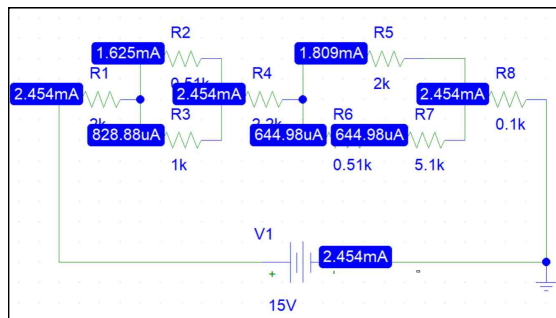 R2
R5
1.625mA
1.809mA
R1
0.51k
R4
2k
R8
2.454mA
2.454mA
2.454mA
2k
R3
2.2k
R6
R7
828.88uA
644.98uA
644.98uA
0.1k
1k
0.51k
5.1k
V1
2.454mA
+
-
15V